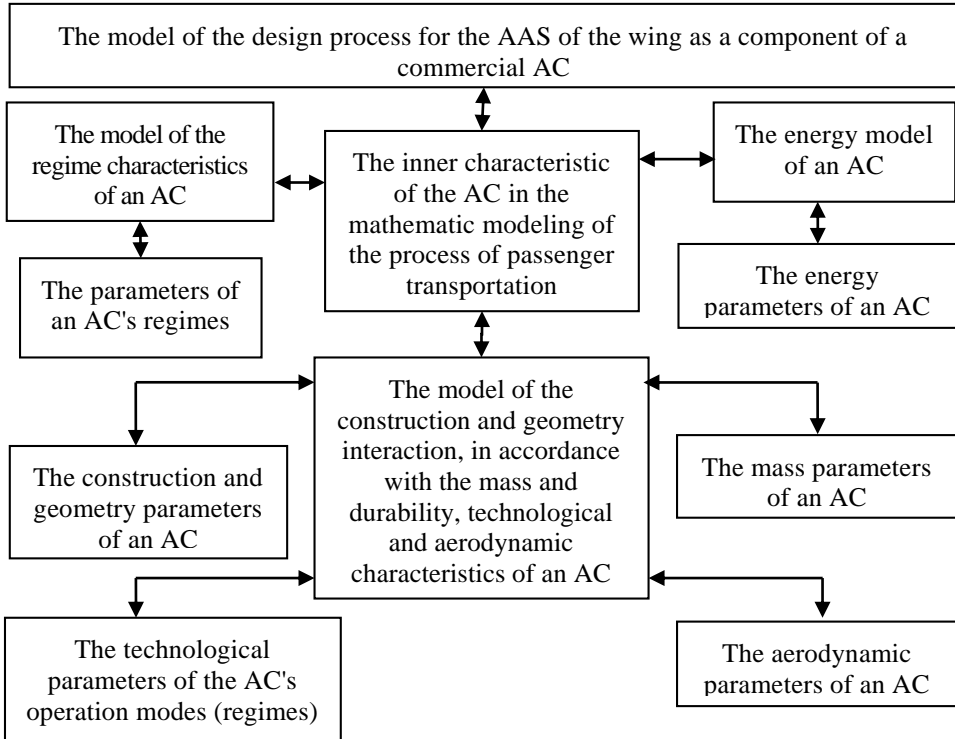 The model of the design process for the AAS of the wing as a component of a
commercial AC
The model of the
regime characteristics
of an AC
The inner characteristic
of the AC in the
mathematic modeling of
the process of passenger
transportation
The energy model
of an AC
The parameters of
an AC's regimes
The energy
parameters of an AC
The model of the
construction and geometry
interaction, in accordance
with the mass and
durability, technological
and aerodynamic
characteristics of an AC
The construction and
geometry parameters
of an AC
The mass parameters
of an AC
The technological
parameters of the AC's
operation modes (regimes)
The aerodynamic
parameters of an AC